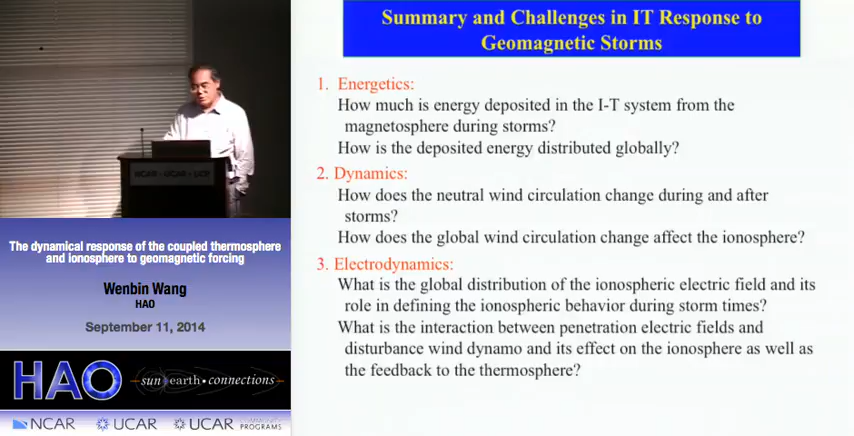 Summary and Challenges in IT Response to
Geomagnetic Storms
1. Energetics:
How much is energy deposited in the I-T system from the
magnetosphere during storms?
How is the deposited energy distributed globally?
2. Dynamics:
How does the neutral wind circulation change during and after
storms?
How does the global wind circulation change affect the ionosphere?
3. Electrodynamics:
What is the global distribution of the ionospheric electric field and its
role in defining the ionospheric behavior during storm times?
What is the interaction between penetration electric fields and
disturbance wind dynamo and its effect on the ionosphere as well as
the feedback to the thermosphere?
NCAR • UCAR • UCP
The dynamical response of the coupled thermosphere
and ionosphere to geomagnetic forcing
Wenbin Wang
HAO
September 11, 2014
HAO
sun earth • connections
NCAR
UCAR
UCAR
PROGRAMS